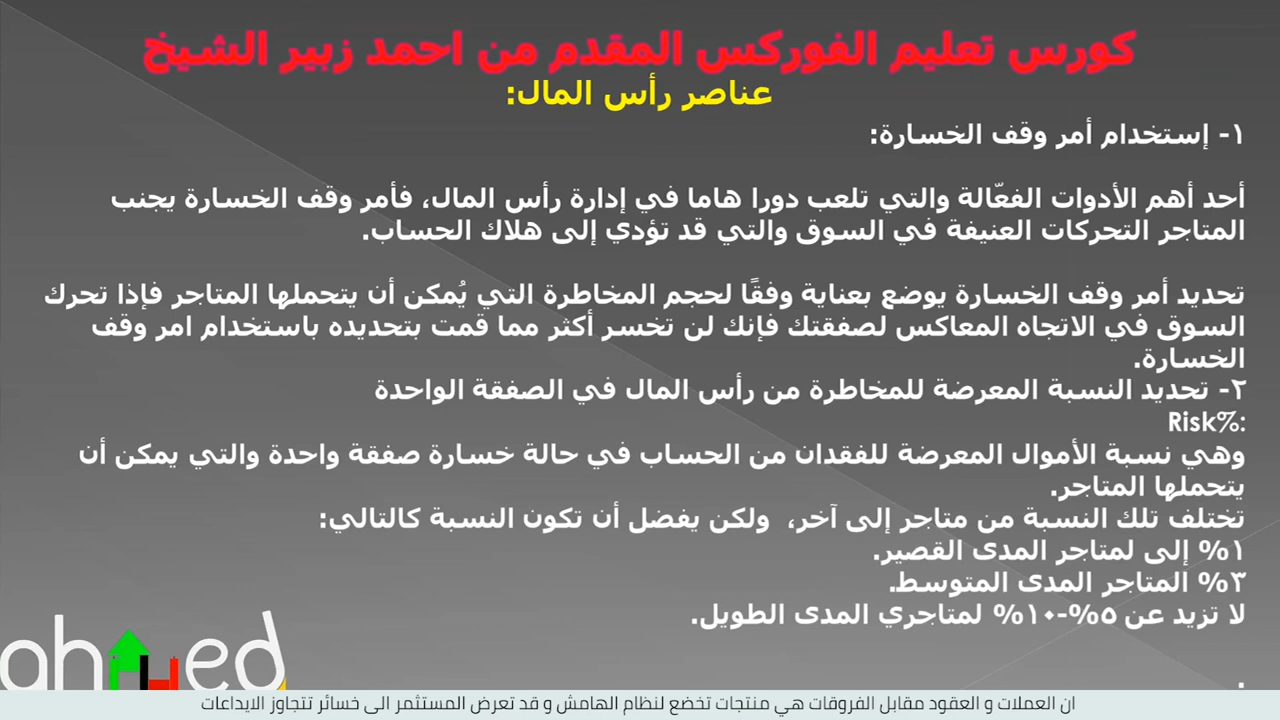 كورس تعليم الفوركس المقدم من احمد زبير الشيخ
عناصر رأس المال:
١- إستخدام أمر وقف الخسارة:
أحد أهم الأدوات الفعّالة والتي تلعب دورا هاما في إدارة رأس المال، فأمر وقف الخسارة يجنب
المتاجر التحركات العنيفة في السوق والتي قد تؤدي إلى هلاك الحساب.
تحديد أمر وقف الخسارة يوضع بعناية وفقًا لحجم المخاطرة التي يُمكن أن يتحملها المتاجر فإذا تحرك
السوق في الاتجاه المعاكس لصفقتك فإنك لن تخسر أكثر مما قمت بتحديده باستخدام امر وقف
الخسارة.
٢- تحديد النسبة المعرضة للمخاطرة من رأس المال في الصفقة الواحدة
Risk%:
وهي نسبة الأموال المعرضة للفقدان من الحساب في حالة خسارة صفقة واحدة والتي يمكن أن
يتحملها المتاجر.
تختلف تلك النسبة من متاجر إلى آخر،  ولكن يفضل أن تكون النسبة كالتالي:
١% إلى لمتاجر المدى القصير.
٣% المتاجر المدى المتوسط.
لا تزيد عن ٥%-١٠% لمتاجري المدى الطويل.
ahmed
ان العملات و العقود مقابل الفروقات هي منتجات تخضع لنظام الهامش و قد تعرض المستثمر الى خسائر تتجاوز الايداعات